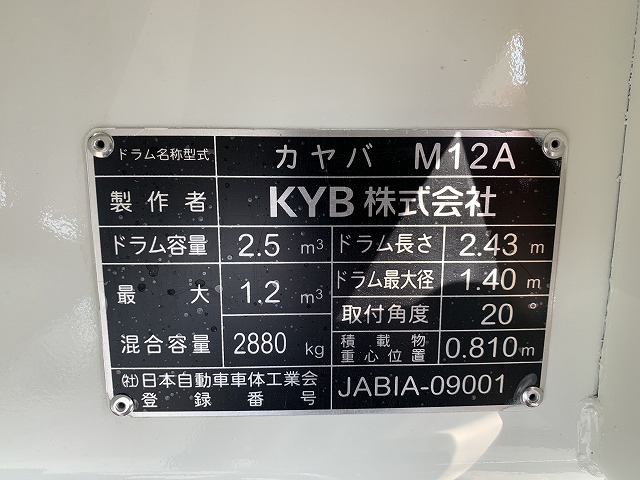 ドラム名称型式 カヤバ M12A
製作者 KYB 株式会社
ドラム容量 2.5 m³ ドラム長さ 2.43 m
最大 1.2 m³ ドラム最大径 1.40 m
取付角度 20
混合容量 2880 kg 積載物重心位置 0.810 m
(社)日本自動車車体工業会
登録番号 JABIA-09001